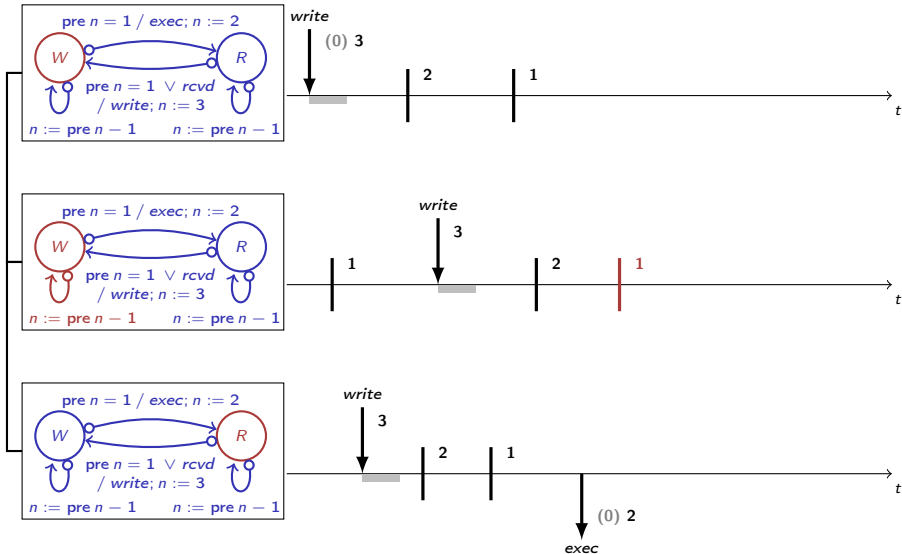 pre n = 1 / exec; n := 2
W
R
pre n = 1 ∨ rcvd
/ write; n := 3
n := pre n − 1
n := pre n − 1
write
(0) 3
2
1
t
pre n = 1 / exec; n := 2
W
R
pre n = 1 ∨ rcvd
/ write; n := 3
n := pre n − 1
n := pre n − 1
1
write
3
2
1
t
pre n = 1 / exec; n := 2
W
R
pre n = 1 ∨ rcvd
/ write; n := 3
n := pre n − 1
n := pre n − 1
write
3
2
1
(0) 2
exec
t